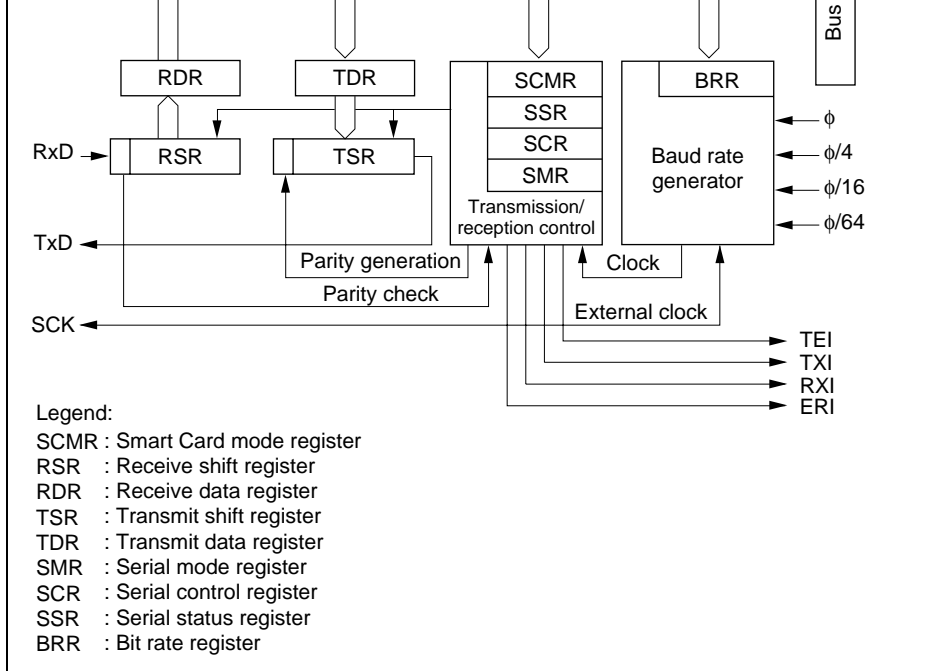 Bus
RDR
TDR
SCMR
BRR
SSR
ϕ
RxD
RSR
TSR
SCR
Baud rate
generator
ϕ/4
SMR
ϕ/16
Transmission/
reception control
ϕ/64
TxD
Parity generation
Clock
Parity check
External clock
SCK
TEI
TXI
RXI
ERI
Legend:
SCMR : Smart Card mode register
RSR : Receive shift register
RDR : Receive data register
TSR : Transmit shift register
TDR : Transmit data register
SMR : Serial mode register
SCR : Serial control register
SSR : Serial status register
BRR : Bit rate register